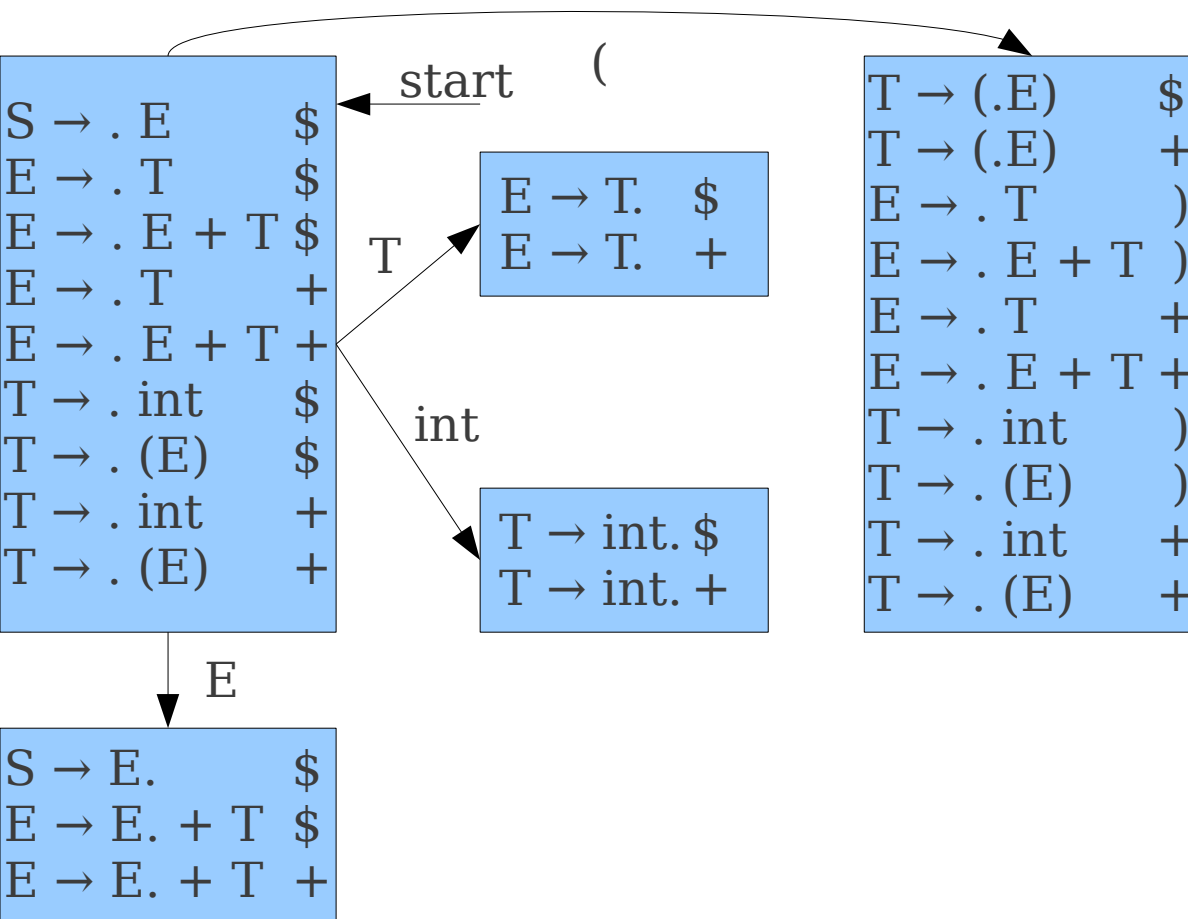 start
(
S → . E $
E → . T $
E → . E + T $
E → . T +
E → . E + T +
T → . int $
T → . (E) $
T → . int +
T → . (E) +
T
E → T. $
E → T. +
int
T → int. $
T → int. +
T → (.E) $
T → (.E) +
E → . T )
E → . E + T )
E → . T +
E → . E + T +
T → . int )
T → . (E) )
T → . int +
T → . (E) +
E
S → E. $
E → E. + T $
E → E. + T +